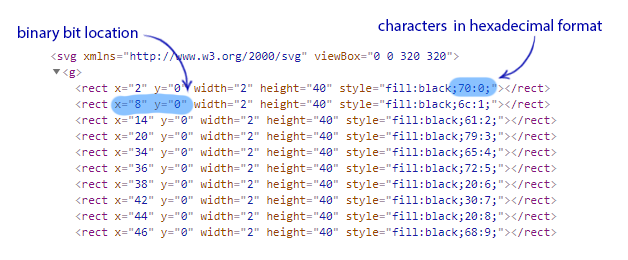 binary bit location
characters in hexadecimal format
<svg xmlns="http://www.w3.org/2000/svg" viewBox="0 0 320 320">
▼<g>
<rect x="2" y="0" width="2" height="40" style="fill:black;70:0;"></rect>
<rect x="8" y="0" width="2" height="40" style="fill:black;6c:1;"></rect>
<rect x="14" y="0" width="2" height="40" style="fill:black;61:2;"></rect>
<rect x="20" y="0" width="2" height="40" style="fill:black;79:3;"></rect>
<rect x="34" y="0" width="2" height="40" style="fill:black;65:4;"></rect>
<rect x="36" y="0" width="2" height="40" style="fill:black;72:5;"></rect>
<rect x="38" y="0" width="2" height="40" style="fill:black;20:6;"></rect>
<rect x="42" y="0" width="2" height="40" style="fill:black;30:7;"></rect>
<rect x="44" y="0" width="2" height="40" style="fill:black;20:8;"></rect>
<rect x="46" y="0" width="2" height="40" style="fill:black;68:9;"></rect>